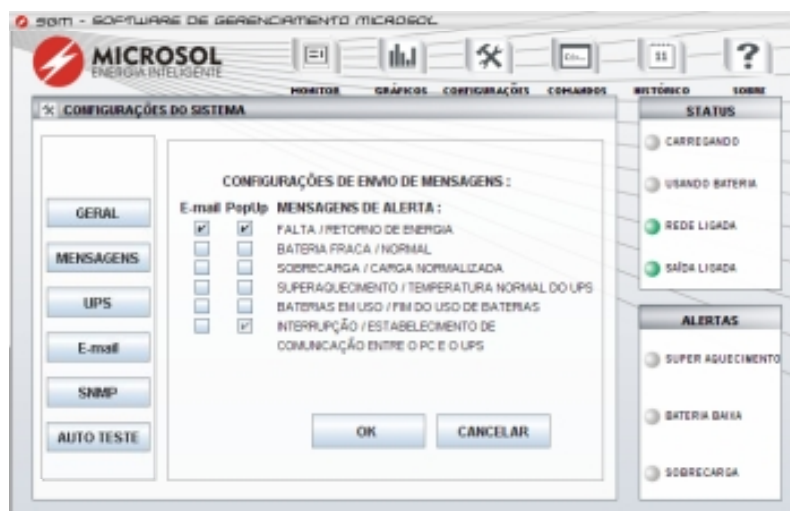 SGM - SOFTWARE DE GERENCIAMENTO MICROSOL
MICROSOL
ENERGIA INTELIGENTE
MONITOR
GRÁFICOS
CONFIGURAÇÕES
COMANDOS
HISTÓRICO
SOBRE
CONFIGURAÇÕES DO SISTEMA
GERAL
MENSAGENS
UPS
E-mail
SNMP
AUTO TESTE
CONFIGURAÇÕES DE ENVIO DE MENSAGENS :
E-mail PopUp MENSAGENS DE ALERTA :
FALTA / RETORNO DE ENERGIA
BATERIA FRACA / NORMAL
SOBRECARGA / CARGA NORMALIZADA
SUPERAQUECIMENTO / TEMPERATURA NORMAL DO UPS
BATERIAS EM USO / FIM DO USO DE BATERIAS
INTERRUPÇÃO / ESTABELECIMENTO DE
COMUNICAÇÃO ENTRE O PC E O UPS
OK
CANCELAR
STATUS
CARREGANDO
USANDO BATERIA
REDE LIGADA
SAÍDA LIGADA
ALERTAS
SUPER AQUECIMENTO
BATERIA BAIXA
SOBRECARGA